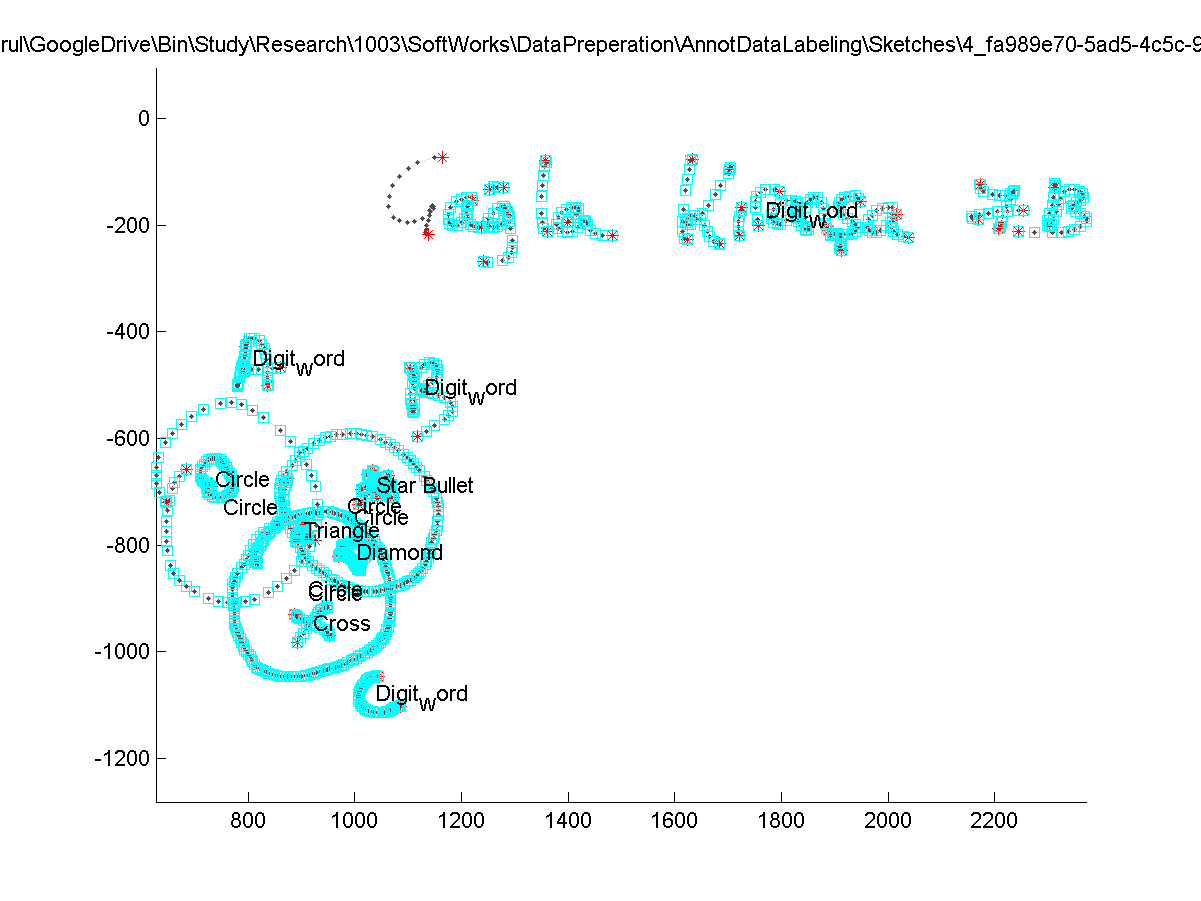 rul\GoogleDrive\Bin\Study\Research\1003\SoftWorks\DataPreperation\AnnotDataLabeling\Sketches\4_fa989e70-5ad5-4c5c-9
0
-200
-400
-600
-800
-1000
-1200
Digit_word
A
Digit_word
B
Digit_word
Circle
Circle
Star Bullet
Circle
Circle
Triangle
Diamond
Circle
Circle
Cross
C
Digit_word
800
1000
1200
1400
1600
1800
2000
2200